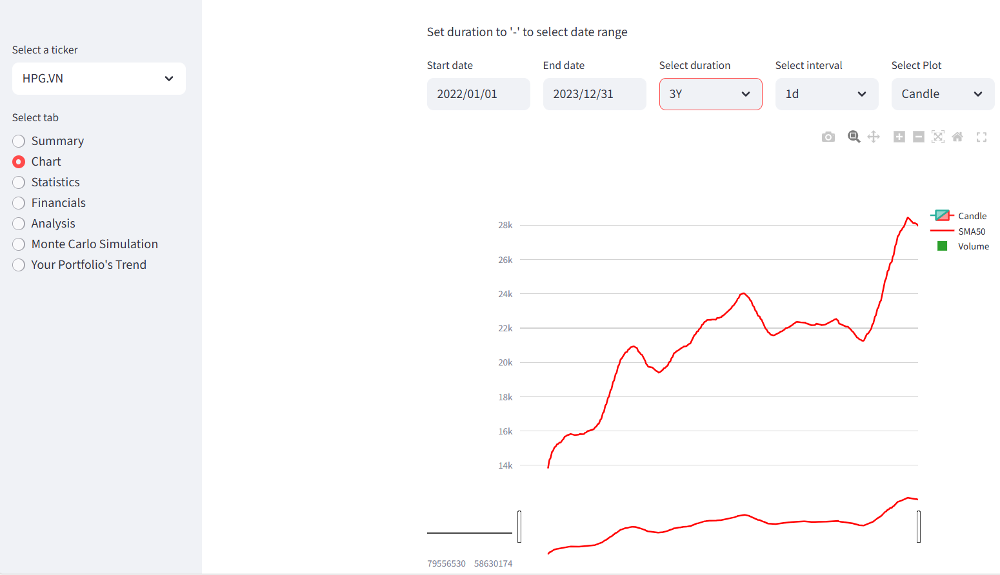 Select a ticker
HPG.VN
Select tab
Summary
Chart
Statistics
Financials
Analysis
Monte Carlo Simulation
Your Portfolio's Trend
Set duration to '-' to select date range
Start date
End date
Select duration
Select interval
Select Plot
2022/01/01
2023/12/31
3Y
1d
Candle
28k
26k
24k
22k
20k
18k
16k
14k
Candle
SMA50
Volume
79556530
58630174